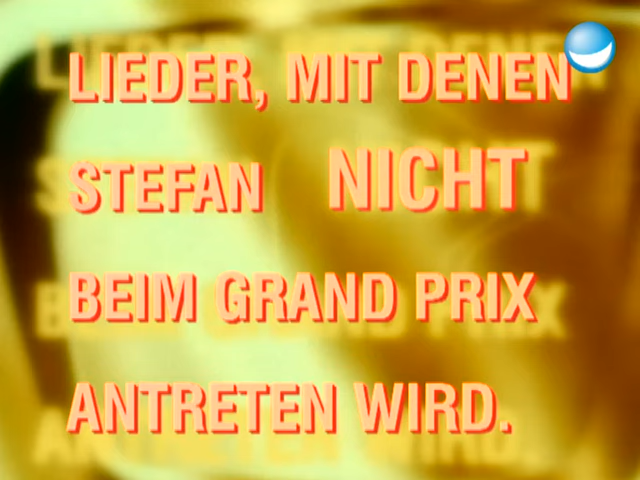 LIEDER, MIT DENEN
STEFAN NICHT
BEIM GRAND PRIX
ANTRETEN WIRD.